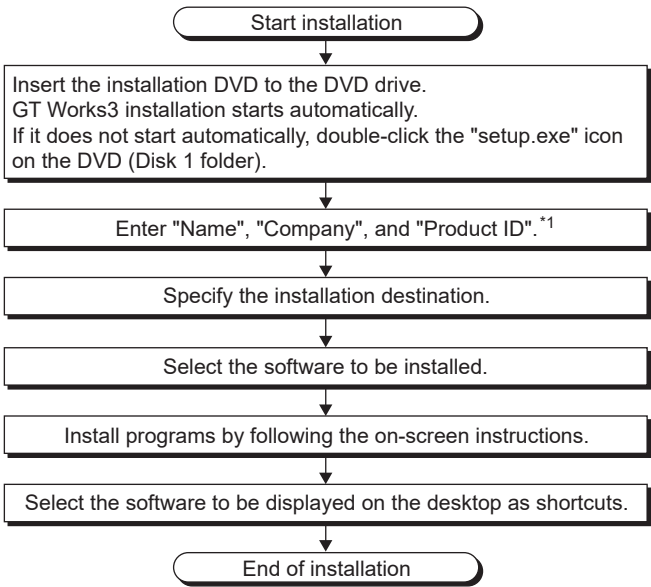 Start installation
Insert the installation DVD to the DVD drive.
GT Works3 installation starts automatically.
If it does not start automatically, double-click the "setup.exe" icon
on the DVD (Disk 1 folder).
Enter "Name", "Company", and "Product ID".*1
Specify the installation destination.
Select the software to be installed.
Install programs by following the on-screen instructions.
Select the software to be displayed on the desktop as shortcuts.
End of installation